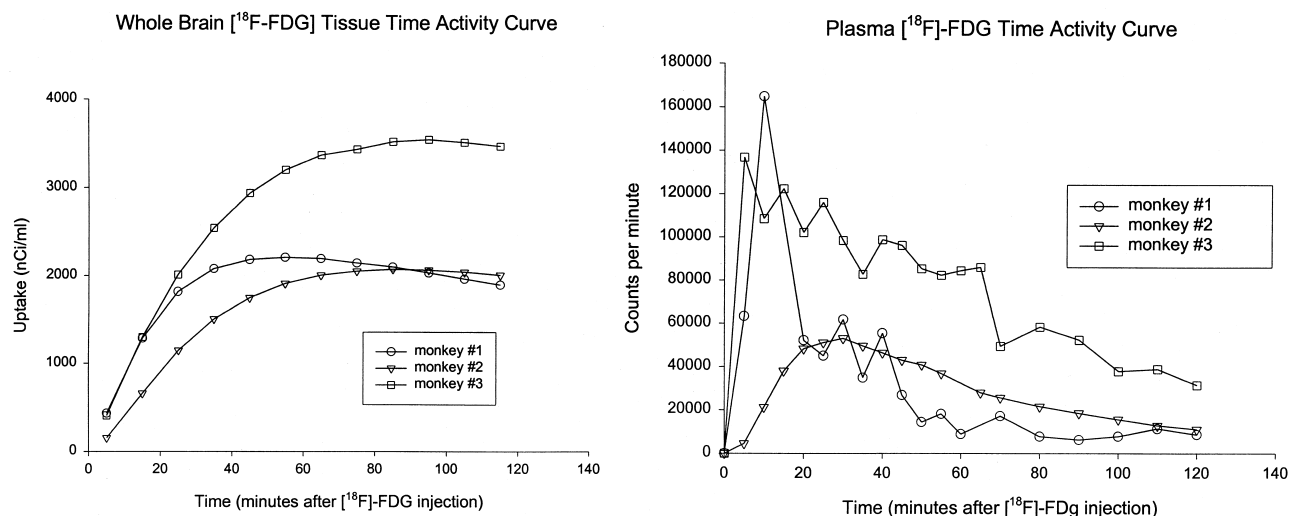 Whole Brain [¹⁸F-FDG] Tissue Time Activity Curve
4000
3000
2000
1000
0
Uptake (nCi/ml)
monkey #1
monkey #2
monkey #3
0 20 40 60 80 100 120 140
Time (minutes after [¹⁸F]-FDG injection)
Plasma [¹⁸F]-FDG Time Activity Curve
180000
160000
140000
120000
100000
80000
60000
40000
20000
0
Counts per minute
monkey #1
monkey #2
monkey #3
0 20 40 60 80 100 120 140
Time (minutes after [¹⁸F]-FDg injection)